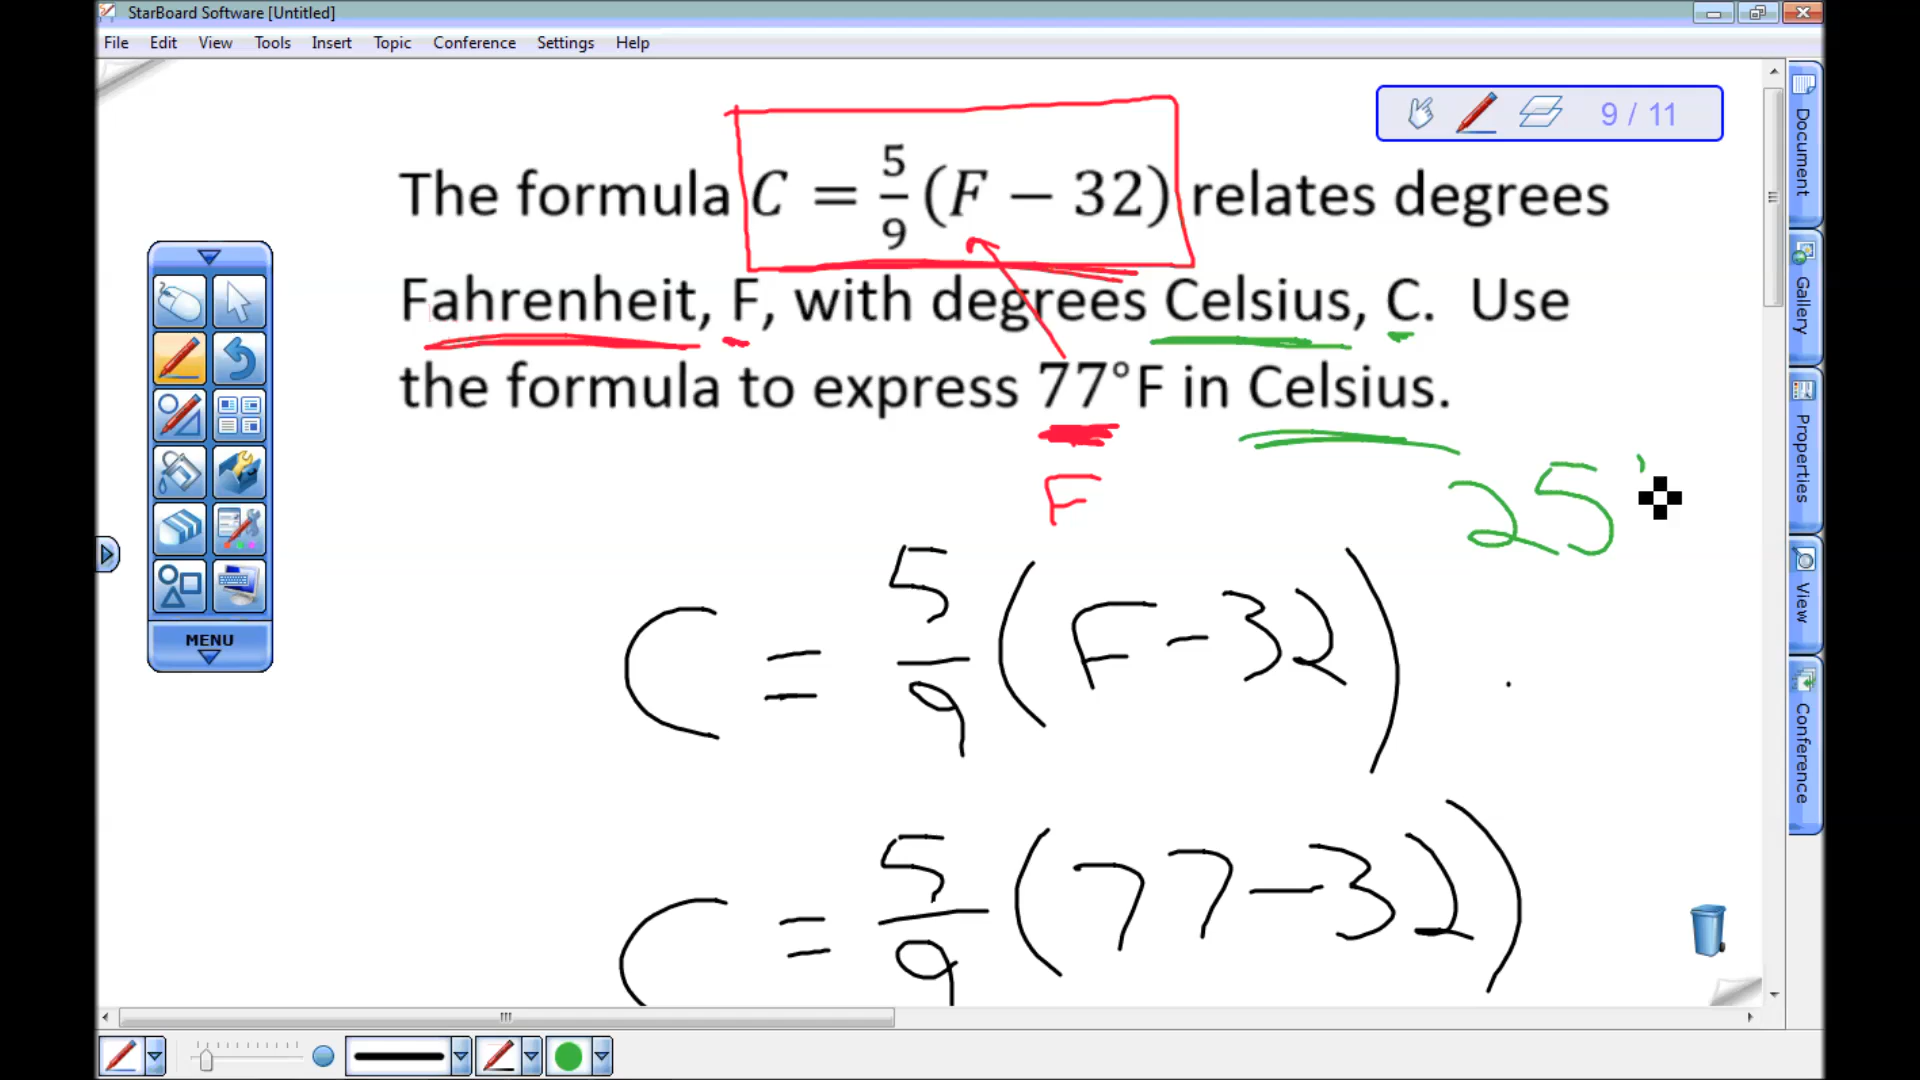 StarBoard Software [Untitled]
File Edit View Tools Insert Topic Conference Settings Help
9 / 11
The formula C = 5/9 (F − 32) relates degrees
Fahrenheit, F, with degrees Celsius, C. Use
the formula to express 77°F in Celsius.
F
25
C = 5/9 (F - 32)
C = 5/9 (77 - 32)
MENU
Document
Gallery
Properties
View
Conference